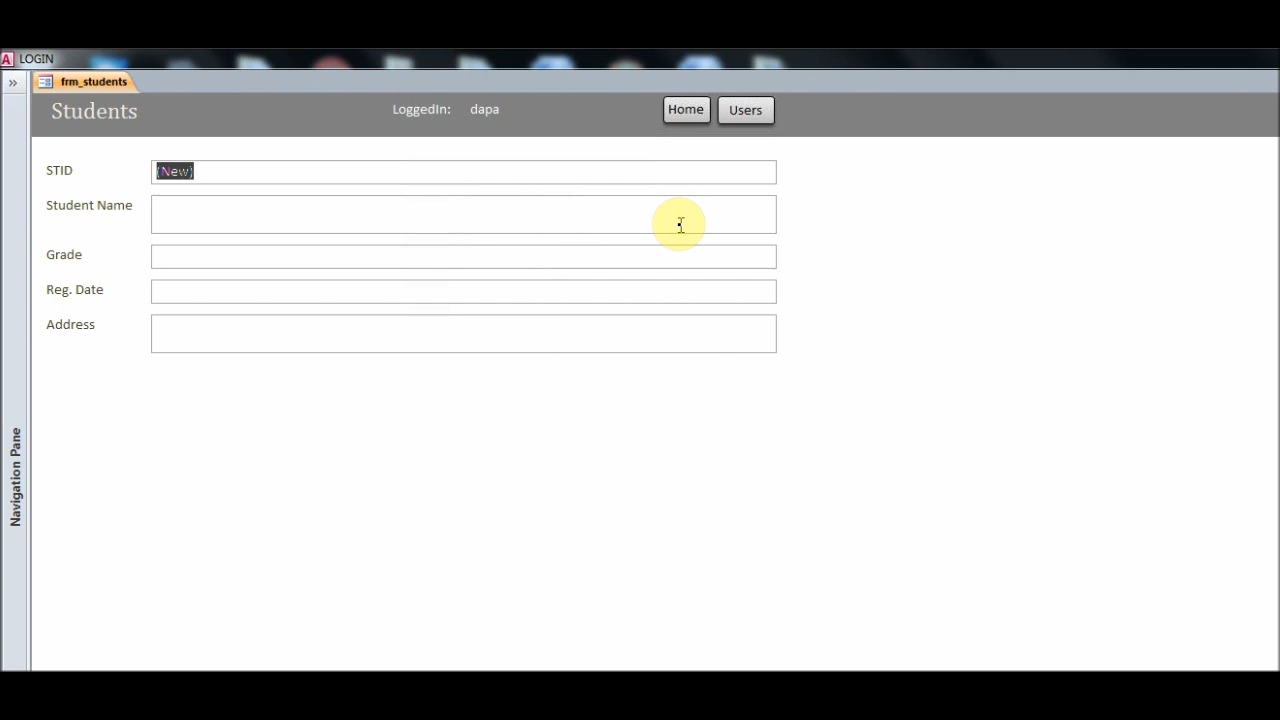 LOGIN
frm_students
Students LoggedIn: dapa Home Users
STID (New)
Student Name
Grade
Reg. Date
Address
Navigation Pane